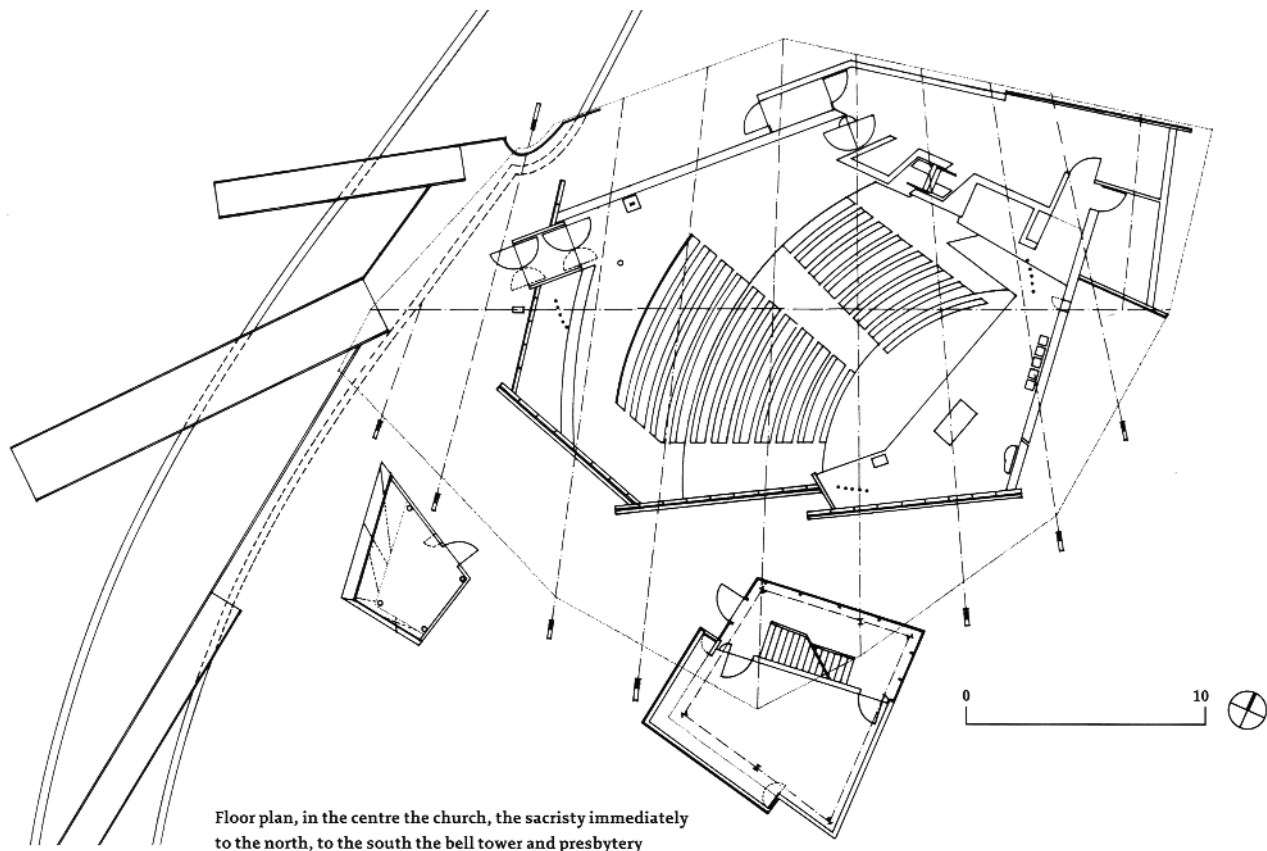 0 10
Floor plan, in the centre the church, the sacristy immediately
to the north, to the south the bell tower and presbytery